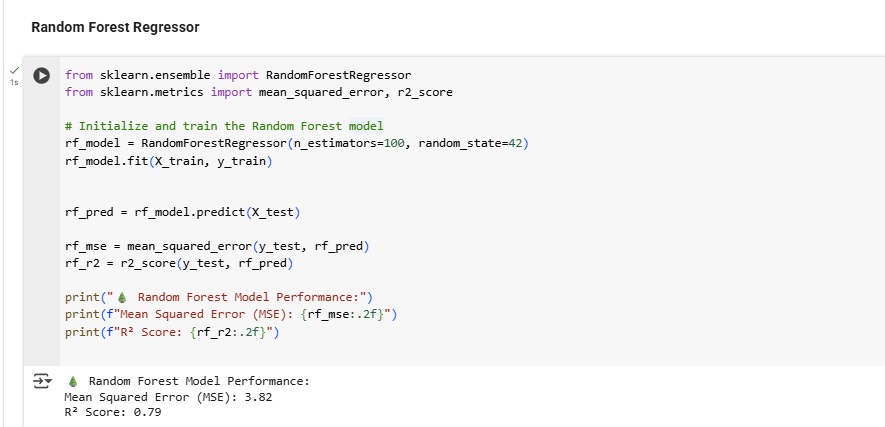 Random Forest Regressor
1s
from sklearn.ensemble import RandomForestRegressor
from sklearn.metrics import mean_squared_error, r2_score
# Initialize and train the Random Forest model
rf_model = RandomForestRegressor(n_estimators=100, random_state=42)
rf_model.fit(X_train, y_train)
rf_pred = rf_model.predict(X_test)
rf_mse = mean_squared_error(y_test, rf_pred)
rf_r2 = r2_score(y_test, rf_pred)
print("🌲 Random Forest Model Performance:")
print(f"Mean Squared Error (MSE): {rf_mse:.2f}")
print(f"R² Score: {rf_r2:.2f}")
🌲 Random Forest Model Performance:
Mean Squared Error (MSE): 3.82
R² Score: 0.79